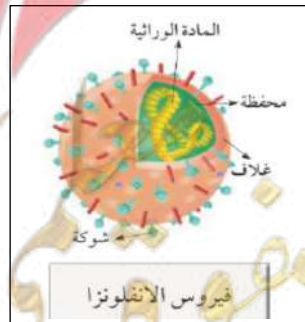 المادة الوراثية
محفظة
غلاف
شوكة
فيروس الانفلونزا